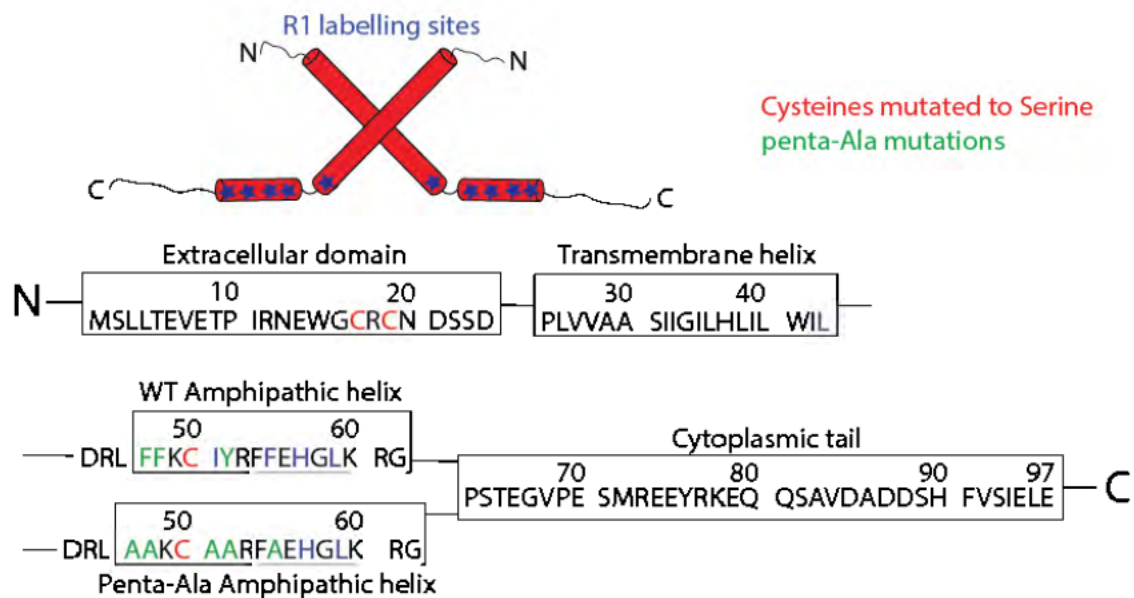 R1 labelling sites
N N
Cysteines mutated to Serine
penta-Ala mutations
C C
Extracellular domain Transmembrane helix
10 20 30 40
N MSLLTEVETP IRNEWGCRCN DSSD PLVVAA SIIGILHLIL WIL
WT Amphipathic helix
50 60 Cytoplasmic tail
DRL FFKC IYRFFEHGLK RG
70 80 90 97
PSTEGVPE SMREEYRKEQ QSAVDADDSH FVSIELE C
50 60
DRL AAKC AARFAEHGLK RG
Penta-Ala Amphipathic helix